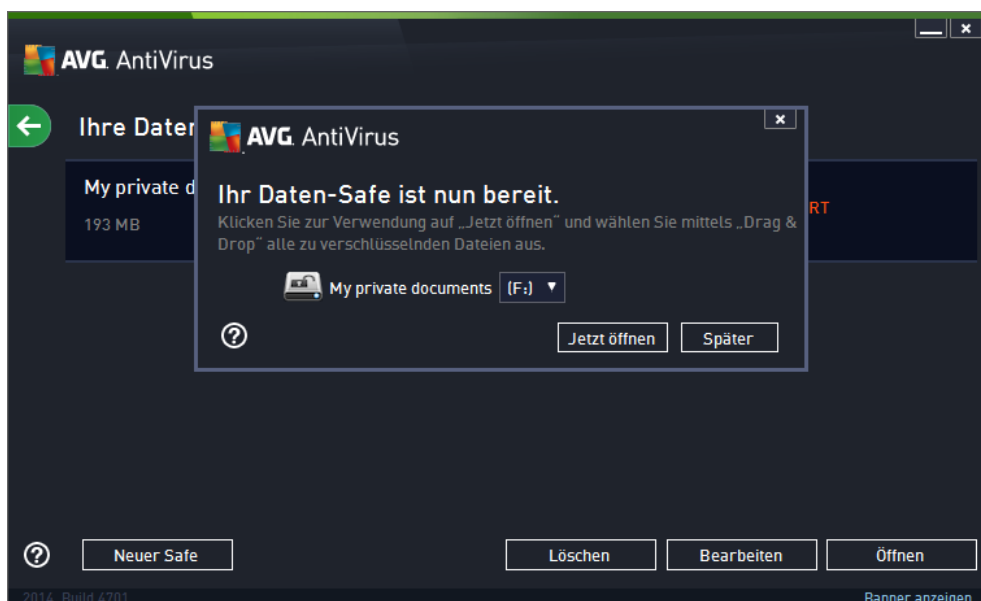 AVG. AntiVirus
Ihre Daten
AVG. AntiVirus
Ihr Daten-Safe ist nun bereit.
Klicken Sie zur Verwendung auf „Jetzt öffnen“ und wählen Sie mittels „Drag &
Drop“ alle zu verschlüsselnden Dateien aus.
My private documents (F:)
Jetzt öffnen Später
My private d
193 MB
RT
Neuer Safe Löschen Bearbeiten Öffnen
2014 Build 4701 Banner anzeigen